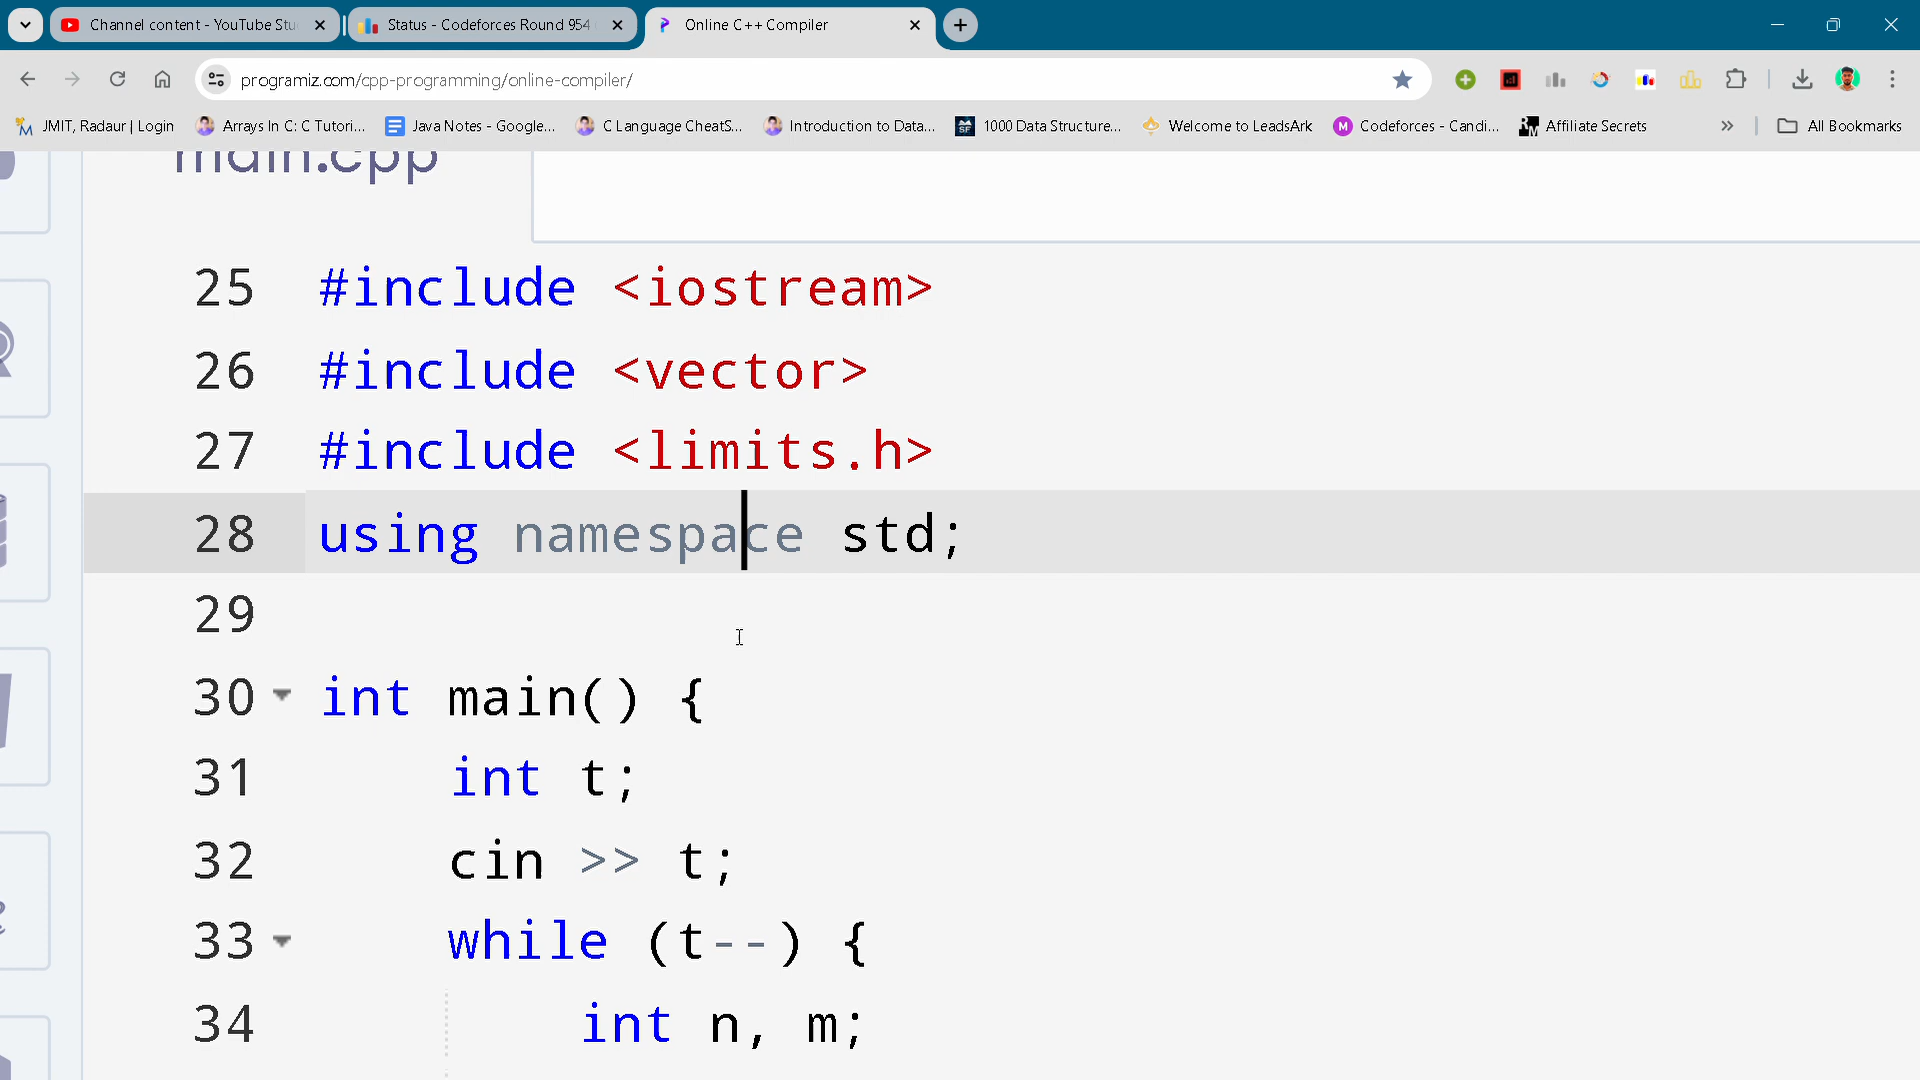 Channel content - YouTube Stu
Status - Codeforces Round 954
Online C++ Compiler
programiz.com/cpp-programming/online-compiler/
JMIT, Radaur | Login
Arrays In C: C Tutori...
Java Notes - Google...
C Language CheatS...
Introduction to Data...
1000 Data Structure...
Welcome to LeadsArk
Codeforces - Candi...
Affiliate Secrets
All Bookmarks
main.cpp
25 #include <iostream>
26 #include <vector>
27 #include <limits.h>
28 using namespace std;
29
30 int main() {
31 int t;
32 cin >> t;
33 while (t--) {
34 int n, m;